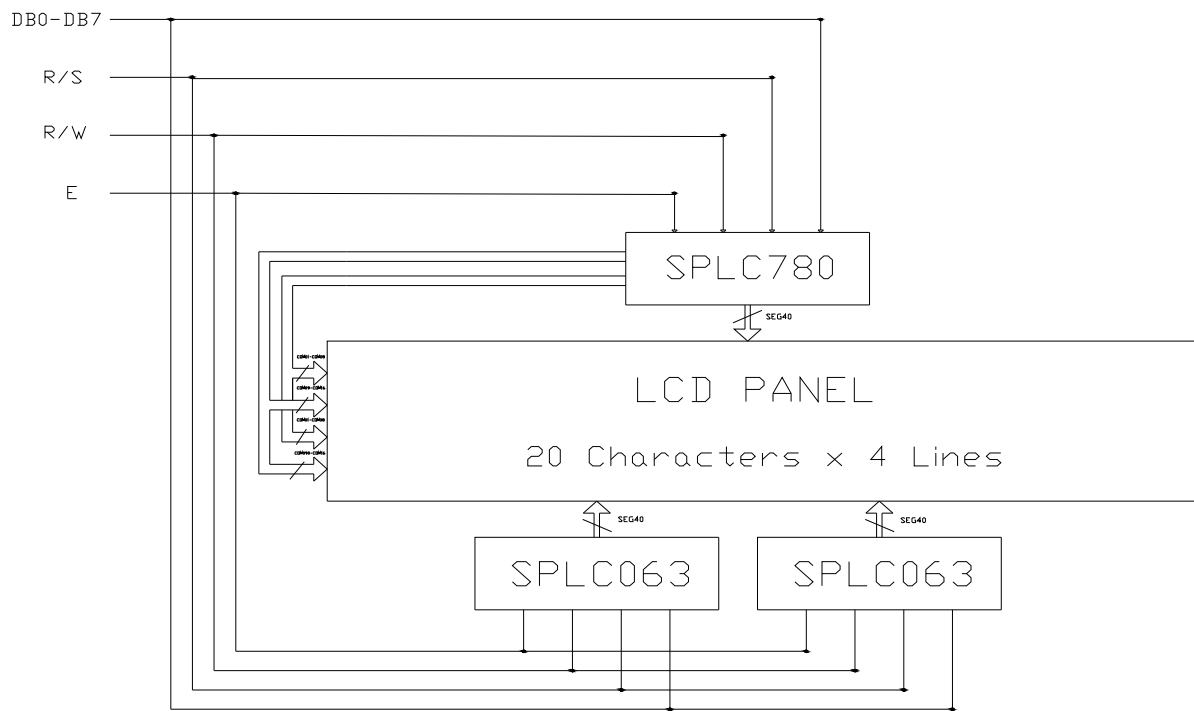 DB0-DB7
R/S
R/W
E
SPLC780
SEG40
LCD PANEL
20 Characters x 4 Lines
SEG40
SEG40
SPLC063
SPLC063